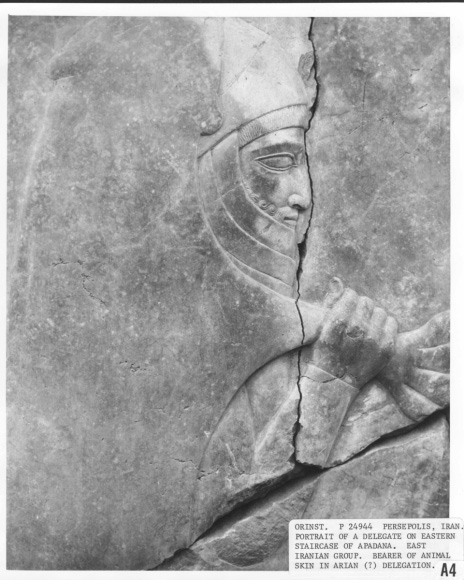 ORINST. P 24944 PERSEPOLIS, IRAN.
PORTRAIT OF A DELEGATE ON EASTERN
STAIRCASE OF APADANA. EAST
IRANIAN GROUP. BEARER OF ANIMAL
SKIN IN ARIAN (?) DELEGATION.
A4